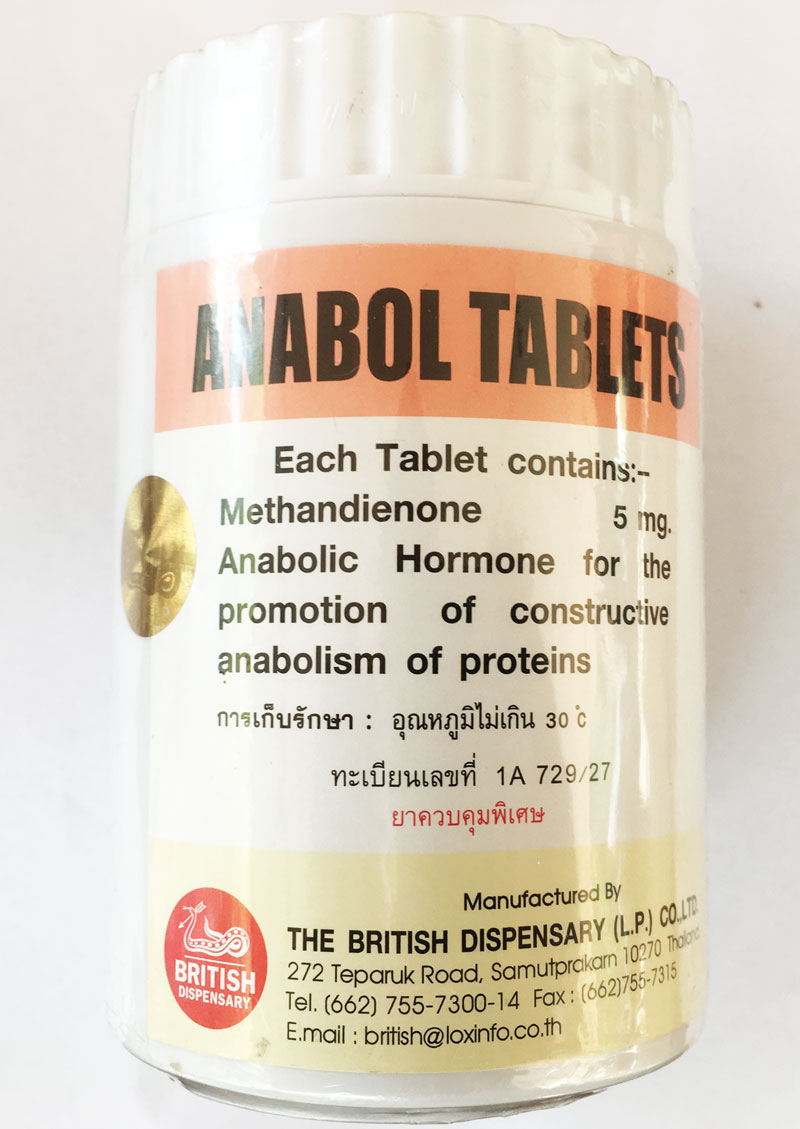 ANABOL TABLETS
Each Tablet contains:-
Methandienone 5 mg.
Anabolic Hormone for the
promotion of constructive
anabolism of proteins
การเก็บรักษา : อุณหภูมิไม่เกิน 30 ํc
ทะเบียนเลขที่ 1A 729/27
ยาควบคุมพิเศษ
Manufactured By
THE BRITISH DISPENSARY (L.P.) CO.,LTD.
272 Teparuk Road, Samutprakarn 10270 Thailand.
Tel. (662) 755-7300-14 Fax : (662)755-7315
E.mail : british@loxinfo.co.th
BRITISH
DISPENSARY